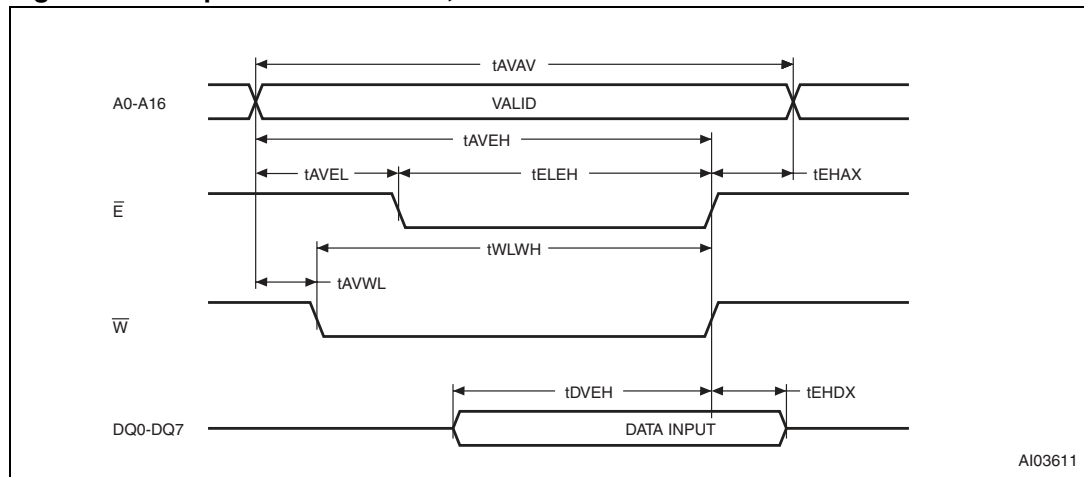 tAVAV
A0-A16
VALID
tAVEH
tAVEL
tELEH
tEHAX
E̅
tWLWH
tAVWL
W̅
tDVEH
tEHDX
DQ0-DQ7
DATA INPUT
AI03611